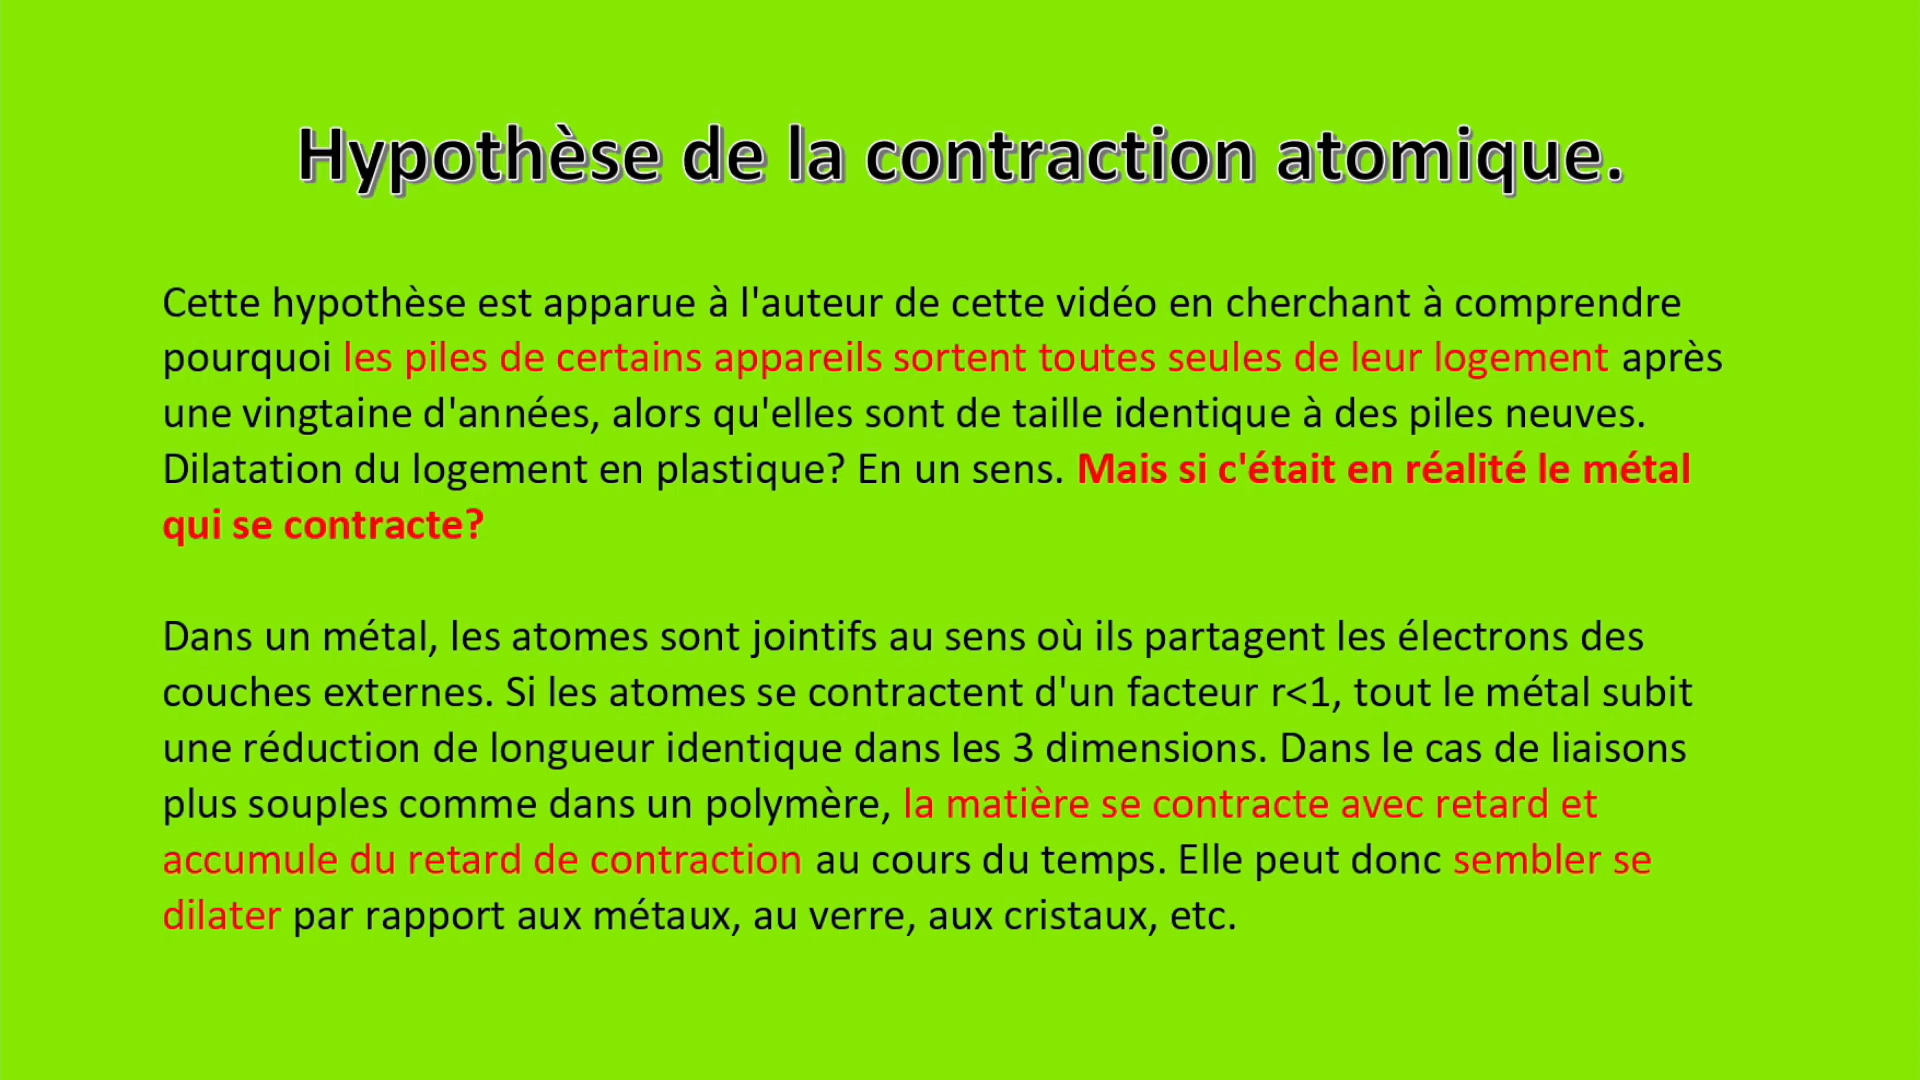 Hypothèse de la contraction atomique.
Cette hypothèse est apparue à l'auteur de cette vidéo en cherchant à comprendre
pourquoi les piles de certains appareils sortent toutes seules de leur logement après
une vingtaine d'années, alors qu'elles sont de taille identique à des piles neuves.
Dilatation du logement en plastique? En un sens. Mais si c'était en réalité le métal
qui se contracte?
Dans un métal, les atomes sont jointifs au sens où ils partagent les électrons des
couches externes. Si les atomes se contractent d'un facteur r<1, tout le métal subit
une réduction de longueur identique dans les 3 dimensions. Dans le cas de liaisons
plus souples comme dans un polymère, la matière se contracte avec retard et
accumule du retard de contraction au cours du temps. Elle peut donc sembler se
dilater par rapport aux métaux, au verre, aux cristaux, etc.